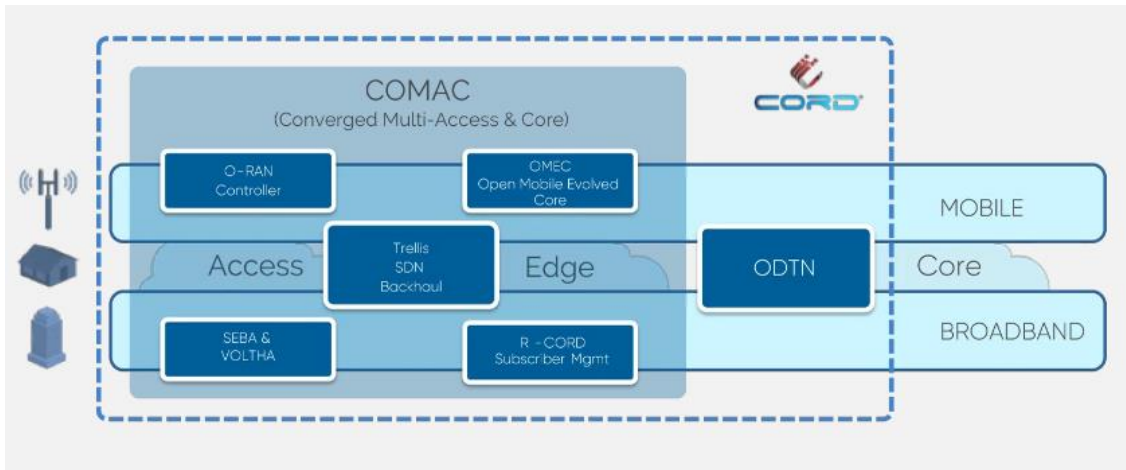 COMAC
(Converged Multi-Access & Core)
CORD®
O-RAN
Controller
OMEC
Open Mobile Evolved
Core
MOBILE
Access
Trellis
SDN
Backhaul
Edge
ODTN
Core
SEBA &
VOLTHA
R -CORD
Subscriber Mgmt
BROADBAND